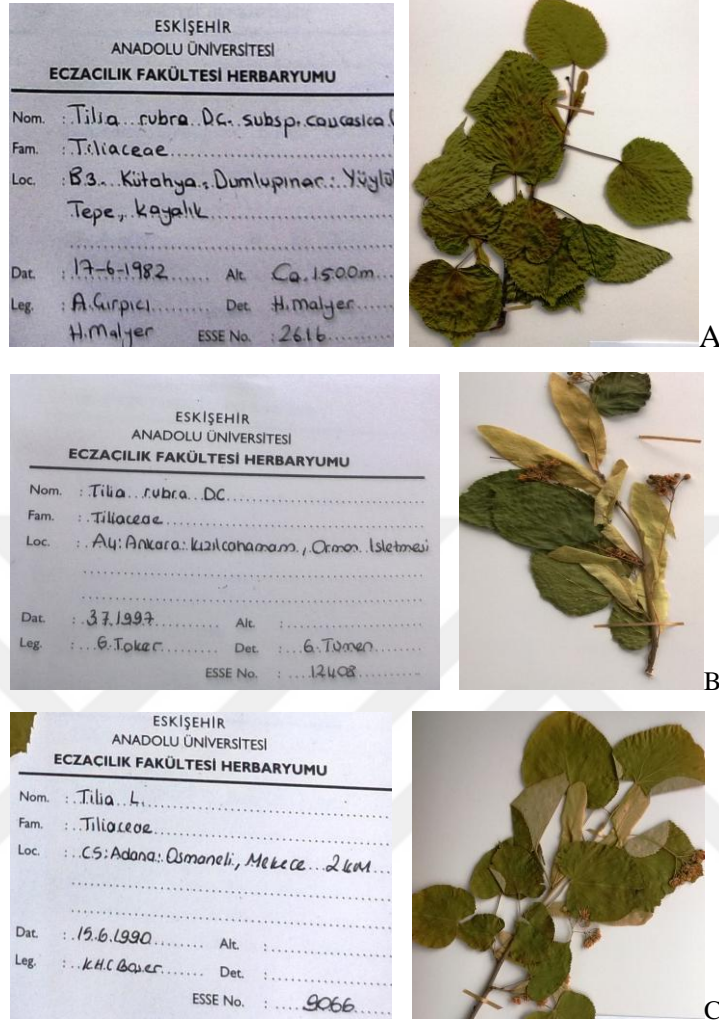 ESKİŞEHİR
ANADOLU ÜNİVERSİTESİ
ECZACILIK FAKÜLTESİ HERBARYUMU
Nom. : Tilia rubra DC. subsp. caucasica (
Fam. : Tiliaceae
Loc. : B3. Kütahya: Dumlupınar:
Tepe, kayalık
Dat. : 17-6-1982 Alt. Ca. 1500m
Leg. : A. Çırpıcı Det. H. Malyer
H. Malyer ESSE No. : 2616
A
ESKİŞEHİR
ANADOLU ÜNİVERSİTESİ
ECZACILIK FAKÜLTESİ HERBARYUMU
Nom. : Tilia rubra DC
Fam. : Tiliaceae
Loc. : A4: Ankara: Kızılcahamam, Orman İsletmesi
Dat. : 3.7.1997 Alt. :
Leg. : G. Toker Det. : G. Tümen
ESSE No. : 12408
B
ESKİŞEHİR
ANADOLU ÜNİVERSİTESİ
ECZACILIK FAKÜLTESİ HERBARYUMU
Nom. : Tilia L.
Fam. : Tiliaceae
Loc. : C5: Adana: Osmaneli, Mekece 2 km
Dat. : 15.6.1990 Alt. :
Leg. : K.H.C Başer Det. :
ESSE No. : 9066
C